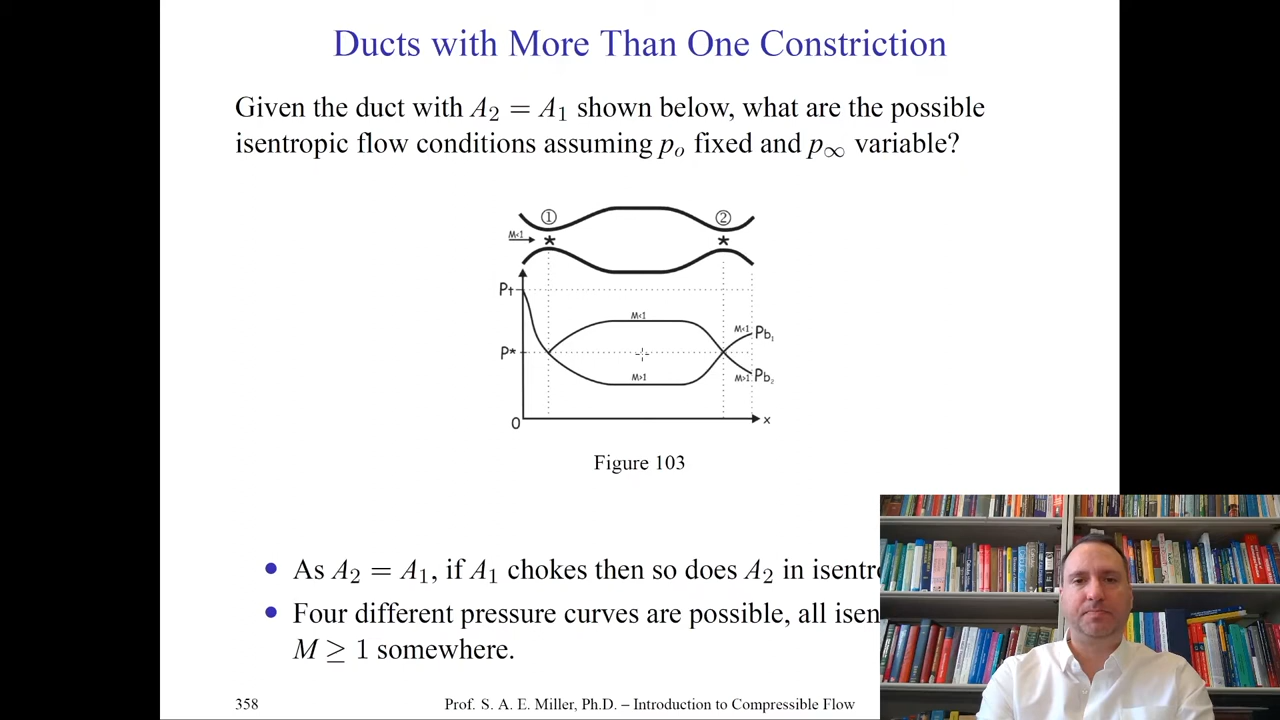 Ducts with More Than One Constriction
Given the duct with A₂ = A₁ shown below, what are the possible
isentropic flow conditions assuming pₒ fixed and p∞ variable?
① ②
M<1 * *
Pt
M<1
M<1 Pb₁
P*
M>1 M>1 Pb₂
0 x
Figure 103
• As A₂ = A₁, if A₁ chokes then so does A₂ in isentr
• Four different pressure curves are possible, all isen
M ≥ 1 somewhere.
358 Prof. S. A. E. Miller, Ph.D. – Introduction to Compressible Flow